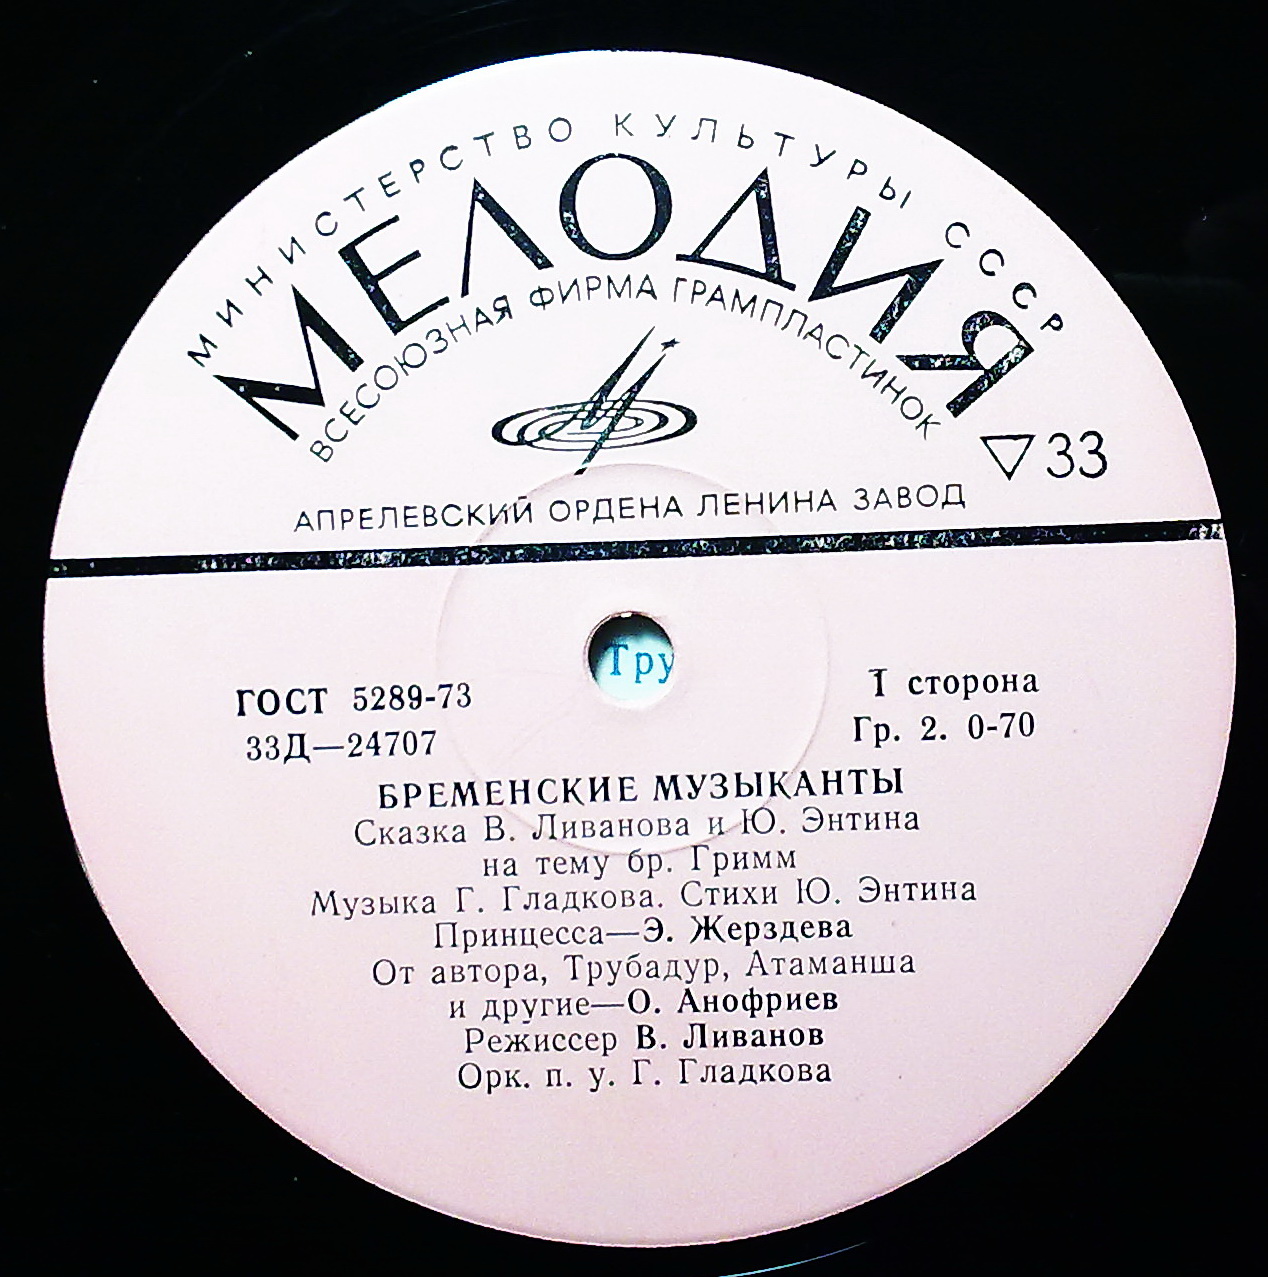 МИНИСТЕРСТВО КУЛЬТУРЫ СССР
МЕЛОДИЯ
ВСЕСОЮЗНАЯ ФИРМА ГРАМПЛАСТИНОК
33
АПРЕЛЕВСКИЙ ОРДЕНА ЛЕНИНА ЗАВОД
Тру
ГОСТ 5289-73
I сторона
33Д—24707
Гр. 2. 0-70
БРЕМЕНСКИЕ МУЗЫКАНТЫ
Сказка В. Ливанова и Ю. Энтина
на тему бр. Гримм
Музыка Г. Гладкова. Стихи Ю. Энтина
Принцесса—Э. Жерздева
От автора, Трубадур, Атаманша
и другие—О. Анофриев
Режиссер В. Ливанов
Орк. п. у. Г. Гладкова